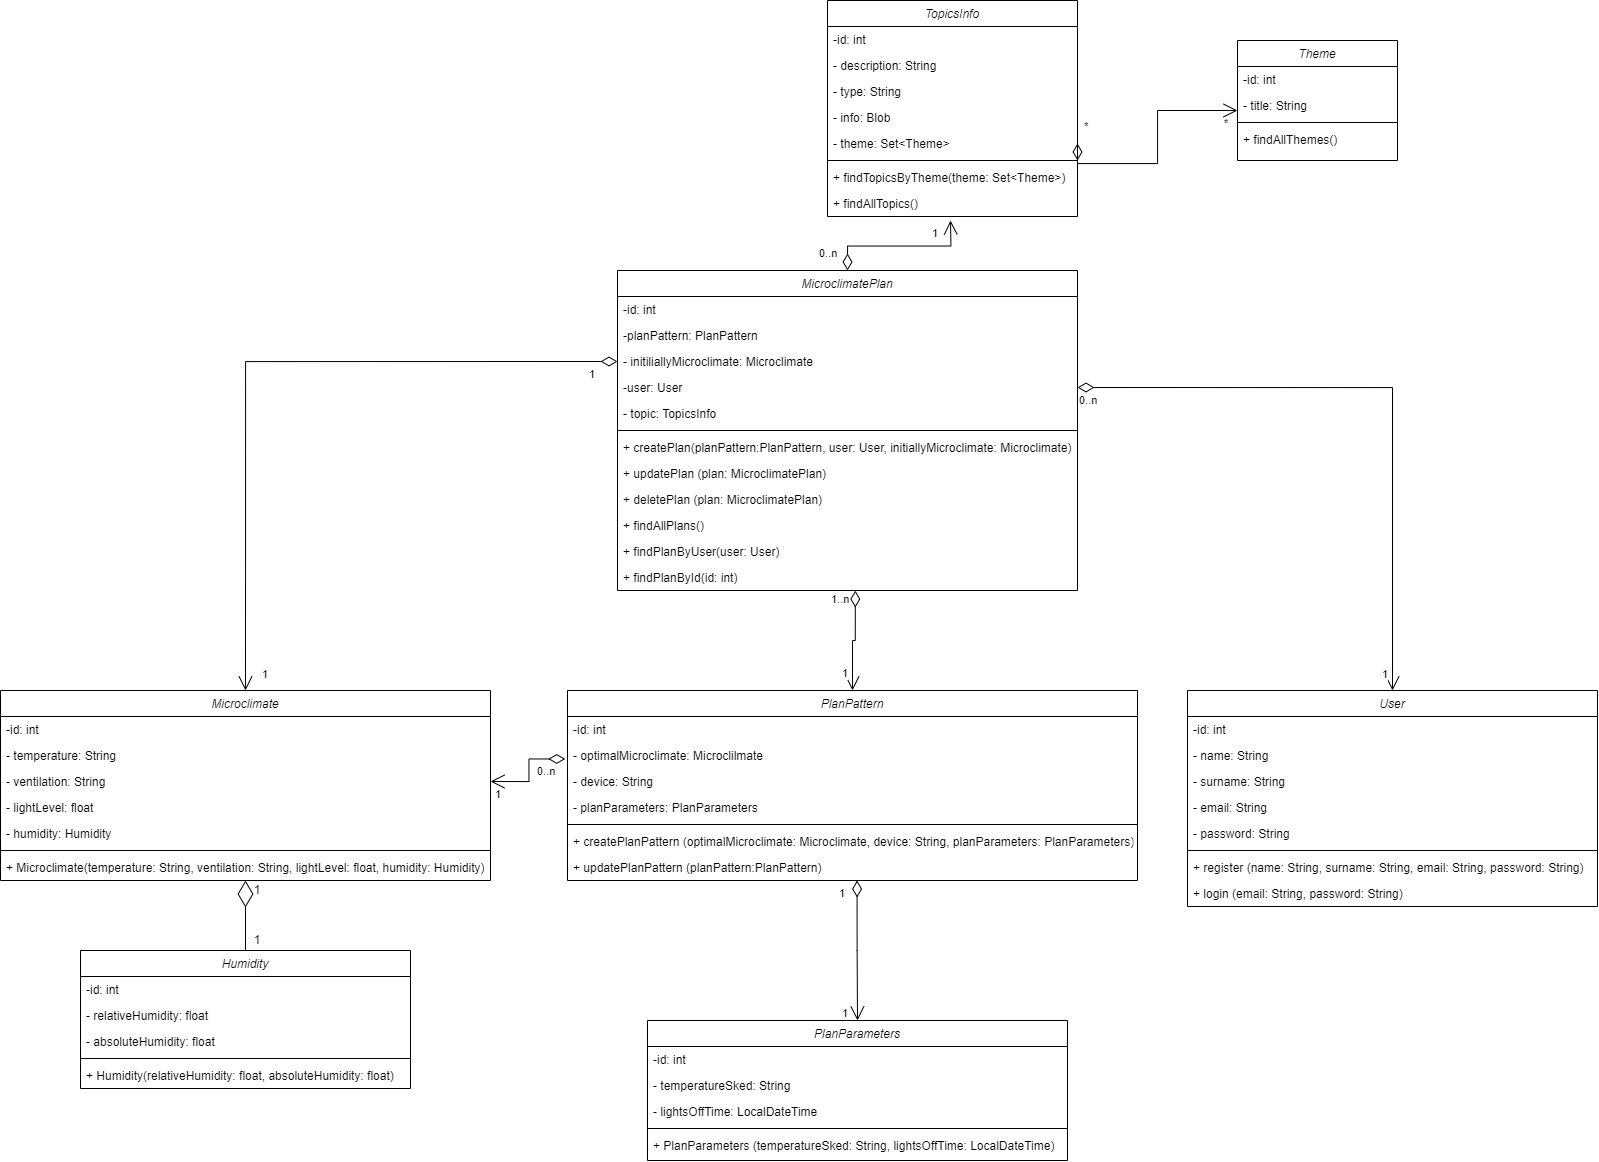 TopicsInfo
-id: int
- description: String
- type: String
- info: Blob
- theme: Set<Theme>
+ findTopicsByTheme(theme: Set<Theme>)
+ findAllTopics()
*
*
Theme
-id: int
- title: String
+ findAllThemes()
1
0..n
MicroclimatePlan
-id: int
-planPattern: PlanPattern
- initiliallyMicroclimate: Microclimate
-user: User
- topic: TopicsInfo
+ createPlan(planPattern:PlanPattern, user: User, initiallyMicroclimate: Microclimate)
+ updatePlan (plan: MicroclimatePlan)
+ deletePlan (plan: MicroclimatePlan)
+ findAllPlans()
+ findPlanByUser(user: User)
+ findPlanById(id: int)
1
0..n
1..n
1
1
1
Microclimate
-id: int
- temperature: String
- ventilation: String
- lightLevel: float
- humidity: Humidity
+ Microclimate(temperature: String, ventilation: String, lightLevel: float, humidity: Humidity)
0..n
1
PlanPattern
-id: int
- optimalMicroclimate: Microclilmate
- device: String
- planParameters: PlanParameters
+ createPlanPattern (optimalMicroclimate: Microclimate, device: String, planParameters: PlanParameters)
+ updatePlanPattern (planPattern:PlanPattern)
User
-id: int
- name: String
- surname: String
- email: String
- password: String
+ register (name: String, surname: String, email: String, password: String)
+ login (email: String, password: String)
1
1
Humidity
-id: int
- relativeHumidity: float
- absoluteHumidity: float
+ Humidity(relativeHumidity: float, absoluteHumidity: float)
1
1
PlanParameters
-id: int
- temperatureSked: String
- lightsOffTime: LocalDateTime
+ PlanParameters (temperatureSked: String, lightsOffTime: LocalDateTime)